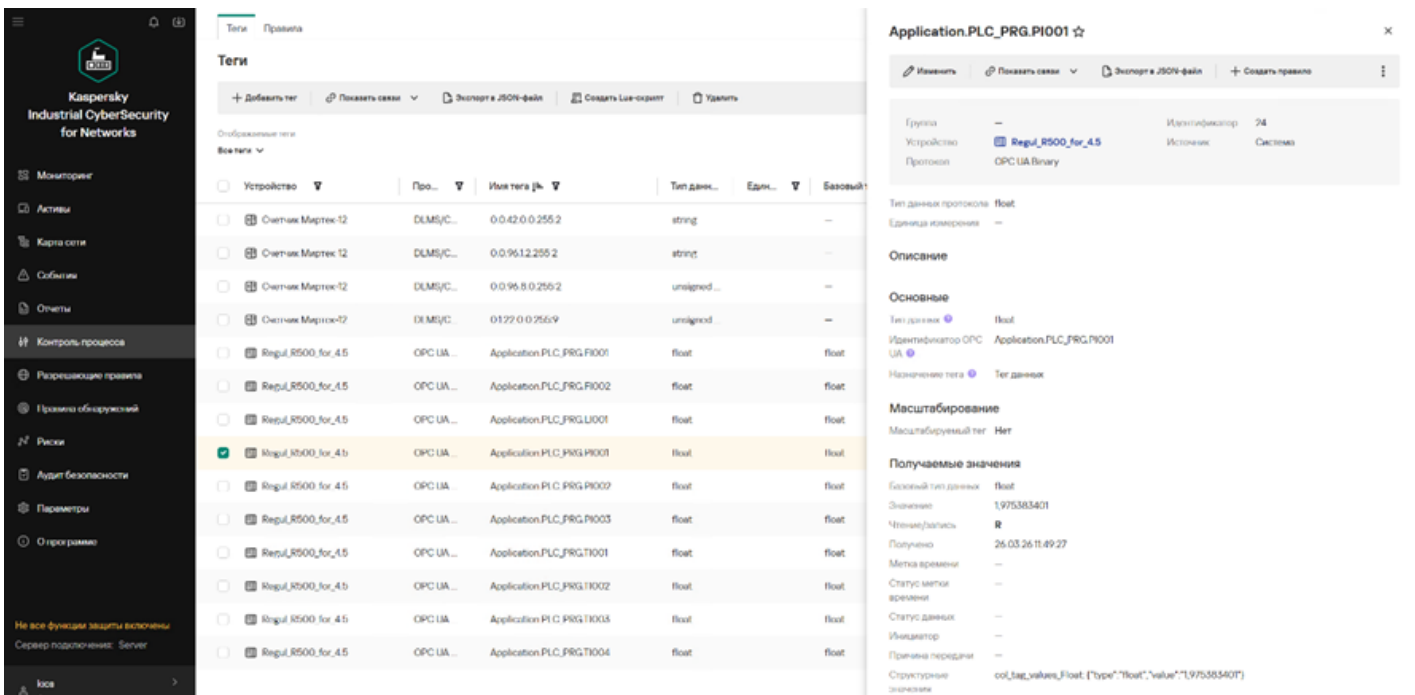 Kaspersky
Industrial CyberSecurity
for Networks
Мониторинг
Активы
Карта сети
События
Отчеты
Контроль процесса
Разрешающие правила
Правила обнаружений
Риски
Аудит безопасности
Параметры
О программе
Не все функции защиты включены
Сервер подключения: Server
kics
Теги Правила
Теги
+ Добавить тег Показать связи Экспорт в JSON-файл Создать Lua-скрипт Удалить
Отображаемые теги
Все теги
Устройство Про... Имя тега Тип данн... Един... Базовый т
Счетчик Миртек-12 DLMS/C... 0.0.42.0.0.255:2 string —
Счетчик Миртек-12 DLMS/C... 0.0.96.1.2.255:2 string —
Счетчик Миртек-12 DLMS/C... 0.0.96.8.0.255:2 unsigned ... —
Счетчик Миртек-12 DLMS/C... unsigned ... —
Regul_R500_for_4.5 OPC UA ... Application.PLC_PRG.FI001 float float
Regul_R500_for_4.5 OPC UA ... Application.PLC_PRG.FI002 float float
Regul_R500_for_4.5 OPC UA ... Application.PLC_PRG.LI001 float float
Regul_R500_for_4.5 OPC UA ... Application.PLC_PRG.PI001 float float
Regul_R500_for_4.5 OPC UA ... Application.PLC_PRG.PI002 float float
Regul_R500_for_4.5 OPC UA ... Application.PLC_PRG.PI003 float float
Regul_R500_for_4.5 OPC UA ... Application.PLC_PRG.TI001 float float
Regul_R500_for_4.5 OPC UA ... Application.PLC_PRG.TI002 float float
Regul_R500_for_4.5 OPC UA ... Application.PLC_PRG.TI003 float float
Regul_R500_for_4.5 OPC UA ... Application.PLC_PRG.TI004 float float
Application.PLC_PRG.PI001
Изменить Показать связи Экспорт в JSON-файл + Создать правило
Группа — Идентификатор 24
Устройство Regul_R500_for_4.5 Источник Система
Протокол OPC UA Binary
Тип данных протокола float
Единица измерения —
Описание
Основные
Тип данных float
Идентификатор OPC Application.PLC_PRG.PI001
UA
Назначение тега Тег данных
Масштабирование
Масштабируемый тег Нет
Получаемые значения
Базовый тип данных float
Значение 1,975383401
Чтение/запись R
Получено 26.03.26 11:49:27
Метка времени —
Статус метки —
времени
Статус данных —
Инициатор —
Причина передачи —
Структурные col_tag_values_Float: {"type":"float","value":"1,975383401"}
значения